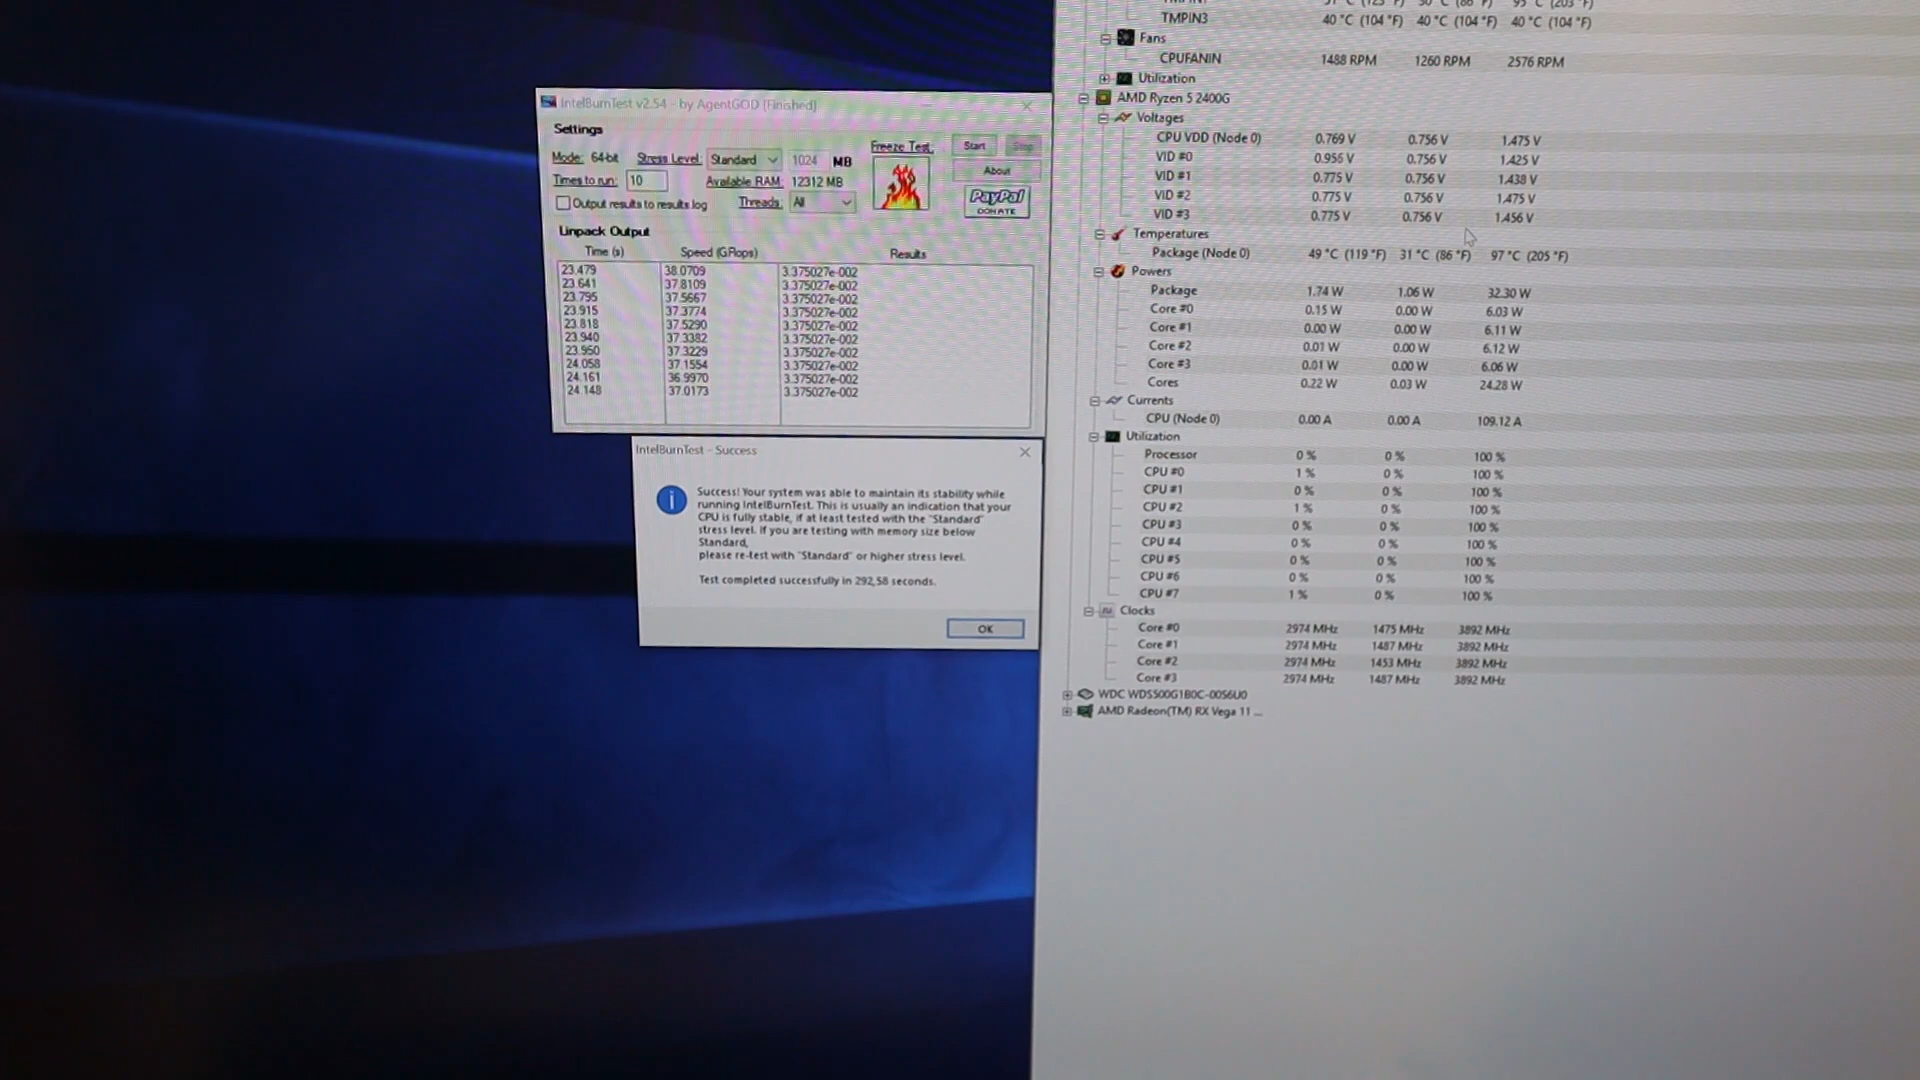 IntelBurnTest v2.54 - by AgentGOD [Finished]
Settings
Mode: 64-bit Stress Level: Standard 1024 MB
Times to run: 10 Available RAM: 12312 MB
Output results to results log Threads: All
Freeze Test.
Start Stop
About
PayPal
DONATE
Linpack Output
Time (s) Speed (GFlops) Results
23.479 38.0709 3.375027e-002
23.641 37.8109 3.375027e-002
23.795 37.5667 3.375027e-002
23.915 37.3774 3.375027e-002
23.818 37.5290 3.375027e-002
23.940 37.3382 3.375027e-002
23.950 37.3229 3.375027e-002
24.058 37.1554 3.375027e-002
24.161 36.9970 3.375027e-002
24.148 37.0173 3.375027e-002
IntelBurnTest - Success
Success! Your system was able to maintain its stability while
running IntelBurnTest. This is usually an indication that your
CPU is fully stable, if at least tested with the "Standard"
stress level. If you are testing with memory size below
Standard,
please re-test with "Standard" or higher stress level.
Test completed successfully in 292,58 seconds.
OK
TMPIN3 40 °C (104 °F) 40 °C (104 °F) 40 °C (104 °F)
Fans
CPUFANIN 1488 RPM 1260 RPM 2576 RPM
Utilization
AMD Ryzen 5 2400G
Voltages
CPU VDD (Node 0) 0.769 V 0.756 V 1.475 V
VID #0 0.956 V 0.756 V 1.425 V
VID #1 0.775 V 0.756 V 1.438 V
VID #2 0.775 V 0.756 V 1.475 V
VID #3 0.775 V 0.756 V 1.456 V
Temperatures
Package (Node 0) 49 °C (119 °F) 31 °C (86 °F) 97 °C (205 °F)
Powers
Package 1.74 W 1.06 W 32.30 W
Core #0 0.15 W 0.00 W 6.03 W
Core #1 0.00 W 0.00 W 6.11 W
Core #2 0.01 W 0.00 W 6.12 W
Core #3 0.01 W 0.00 W 6.06 W
Cores 0.22 W 0.03 W 24.28 W
Currents
CPU (Node 0) 0.00 A 0.00 A 109.12 A
Utilization
Processor 0 % 0 % 100 %
CPU #0 1 % 0 % 100 %
CPU #1 0 % 0 % 100 %
CPU #2 1 % 0 % 100 %
CPU #3 0 % 0 % 100 %
CPU #4 0 % 0 % 100 %
CPU #5 0 % 0 % 100 %
CPU #6 0 % 0 % 100 %
CPU #7 1 % 0 % 100 %
Clocks
Core #0 2974 MHz 1475 MHz 3892 MHz
Core #1 2974 MHz 1487 MHz 3892 MHz
Core #2 2974 MHz 1453 MHz 3892 MHz
Core #3 2974 MHz 1487 MHz 3892 MHz
WDC WDS500G1B0C-00S6U0
AMD Radeon(TM) RX Vega 11 ...